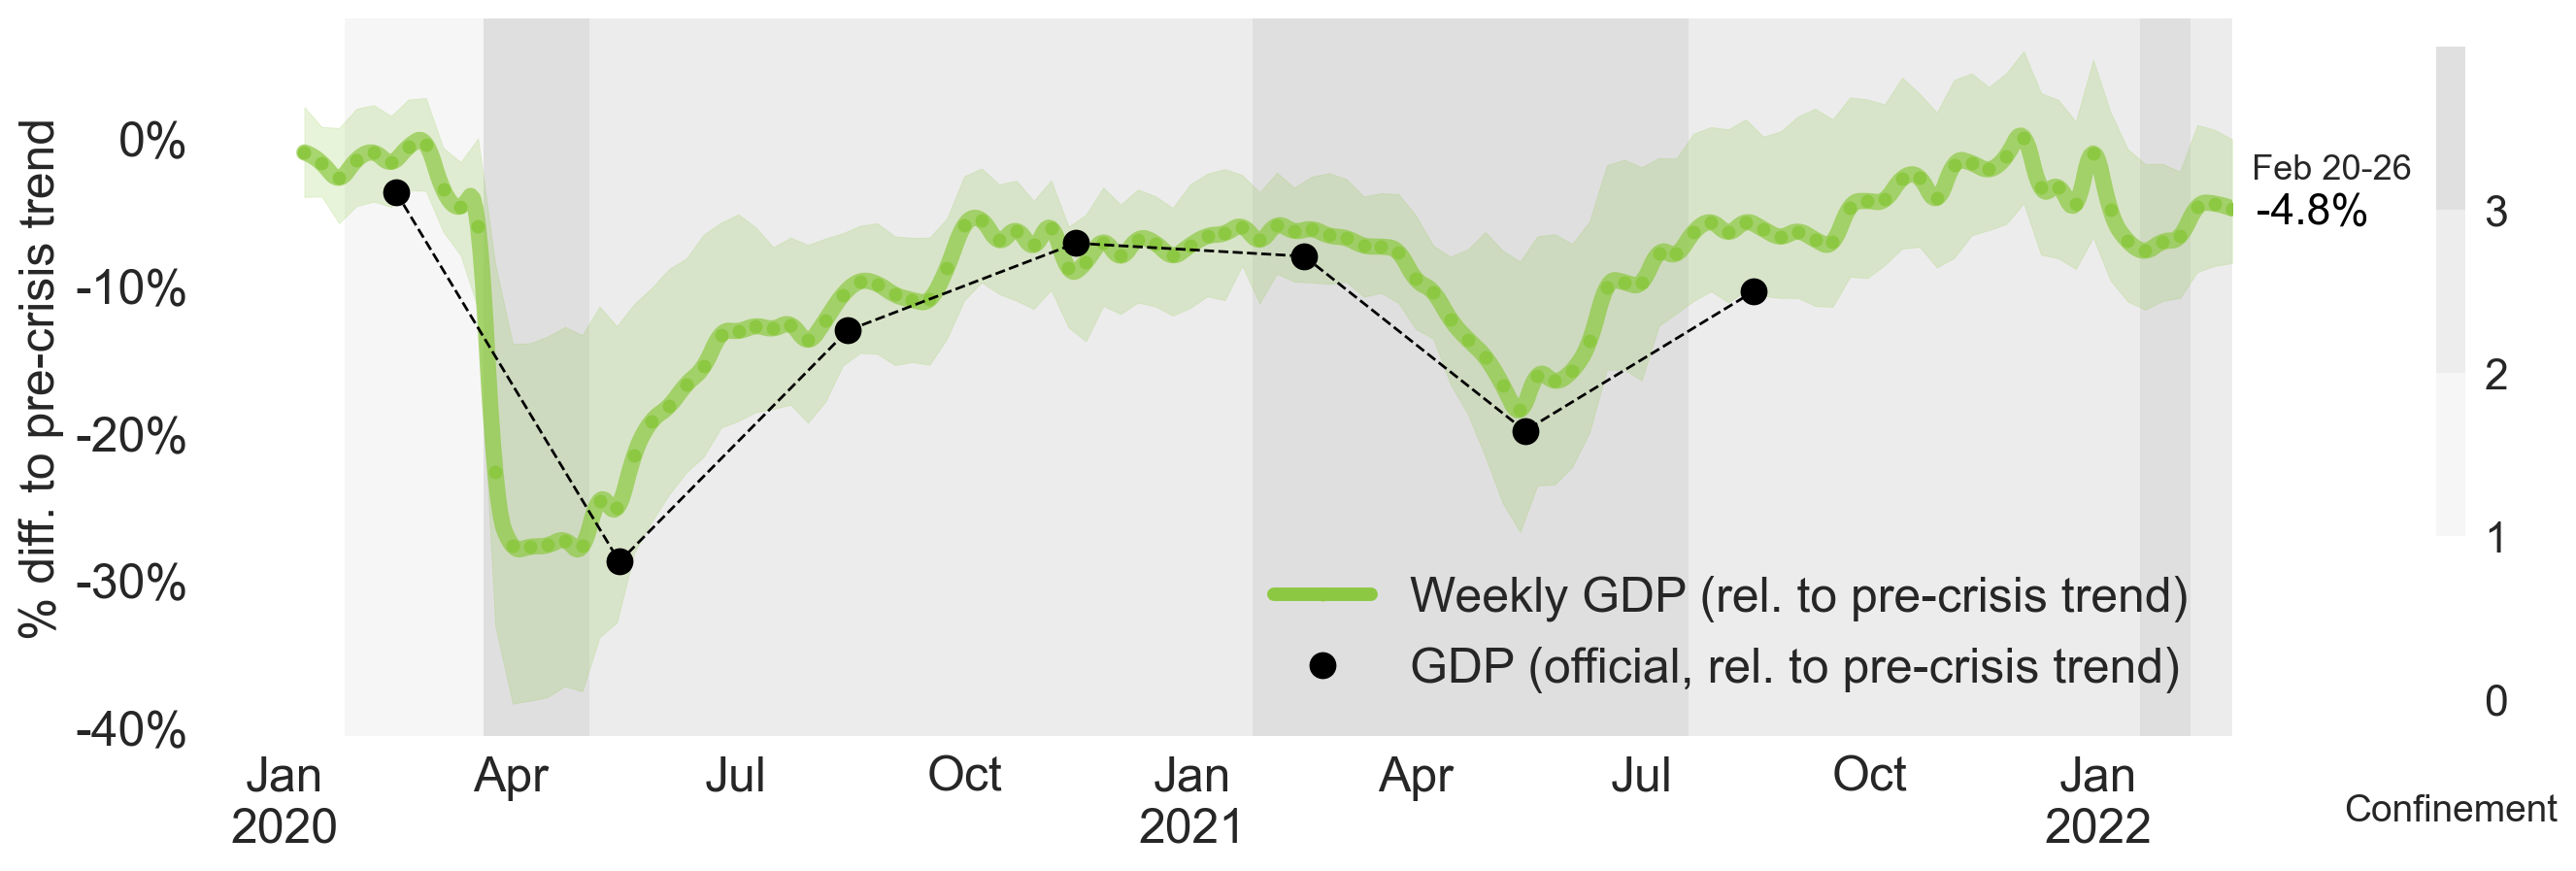 % diff. to pre-crisis trend
0%
-10%
-20%
-30%
-40%
Jan
2020
Apr
Jul
Oct
Jan
2021
Apr
Jul
Oct
Jan
2022
Weekly GDP (rel. to pre-crisis trend)
GDP (official, rel. to pre-crisis trend)
Feb 20-26
-4.8%
3
2
1
0
Confinement